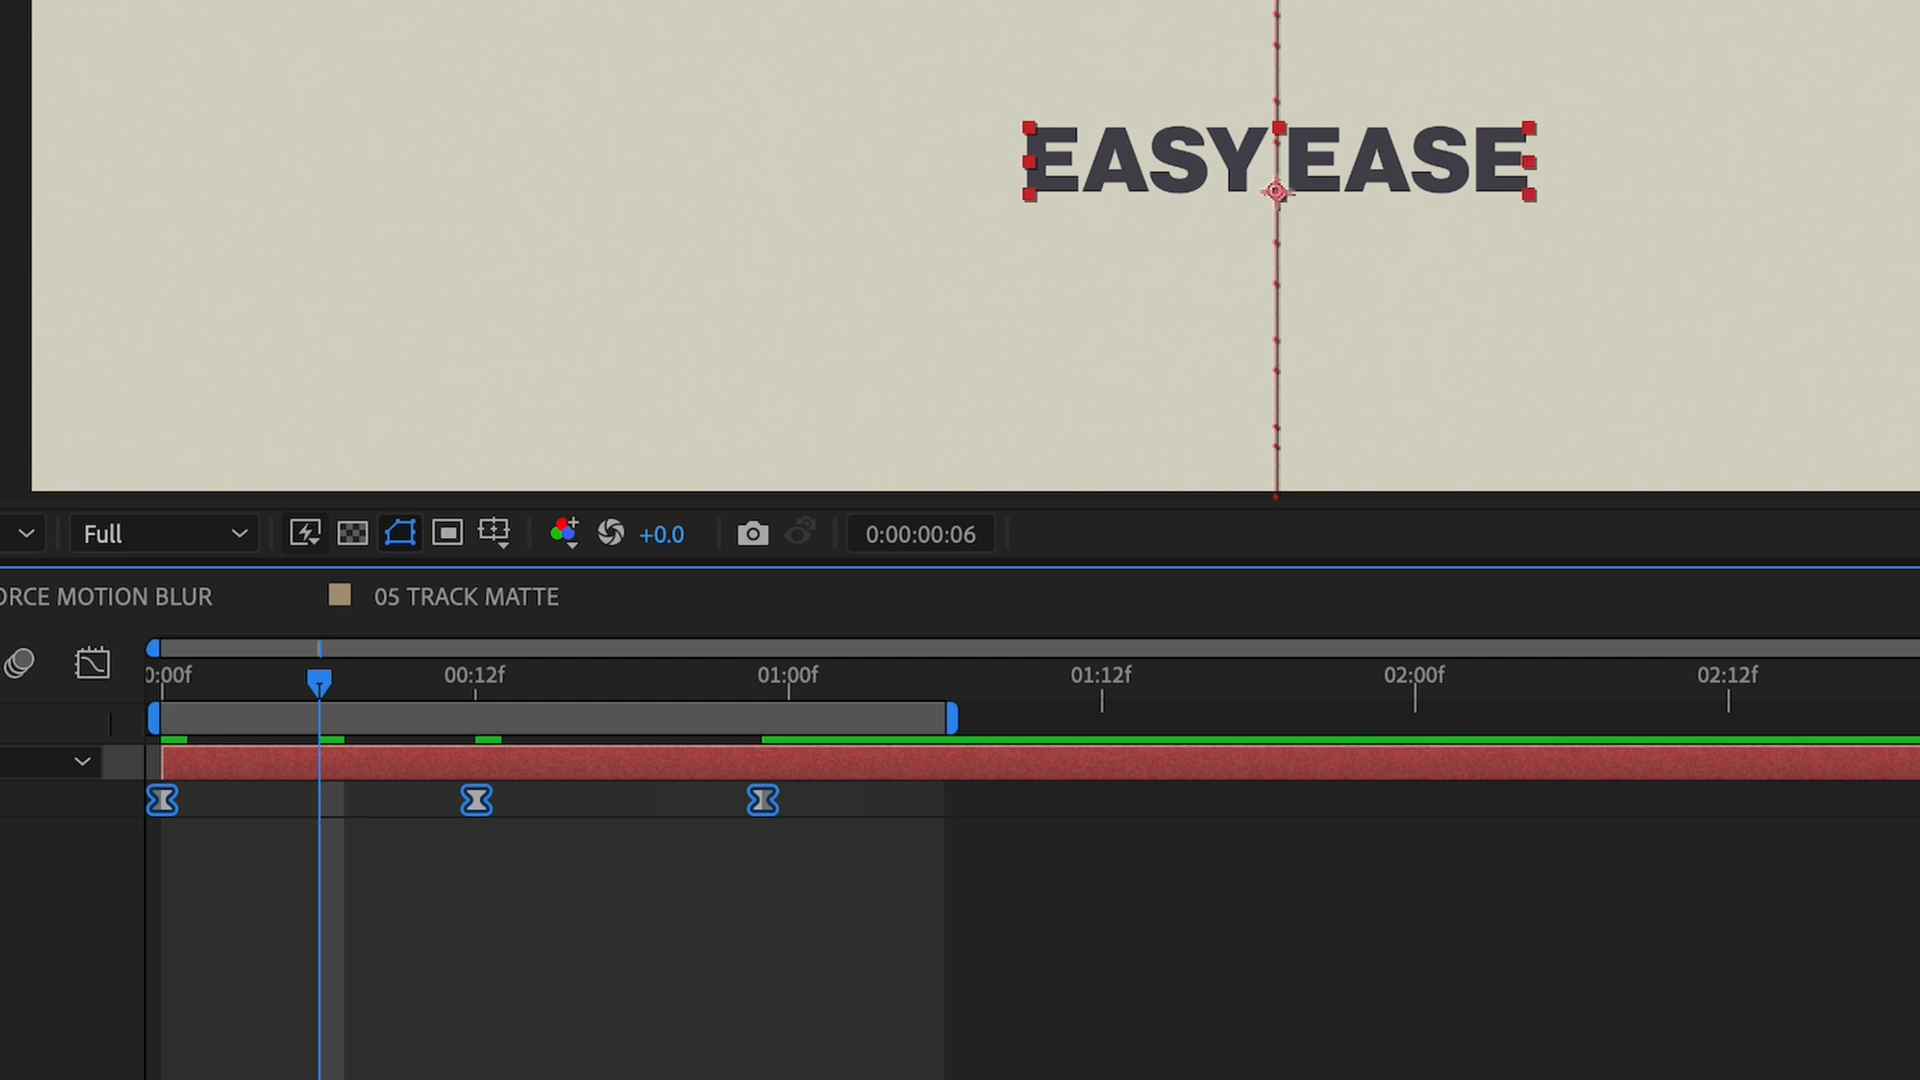 EASY EASE
Full
+0.0
0:00:00:06
ORCE MOTION BLUR
05 TRACK MATTE
0:00f
00:12f
01:00f
01:12f
02:00f
02:12f